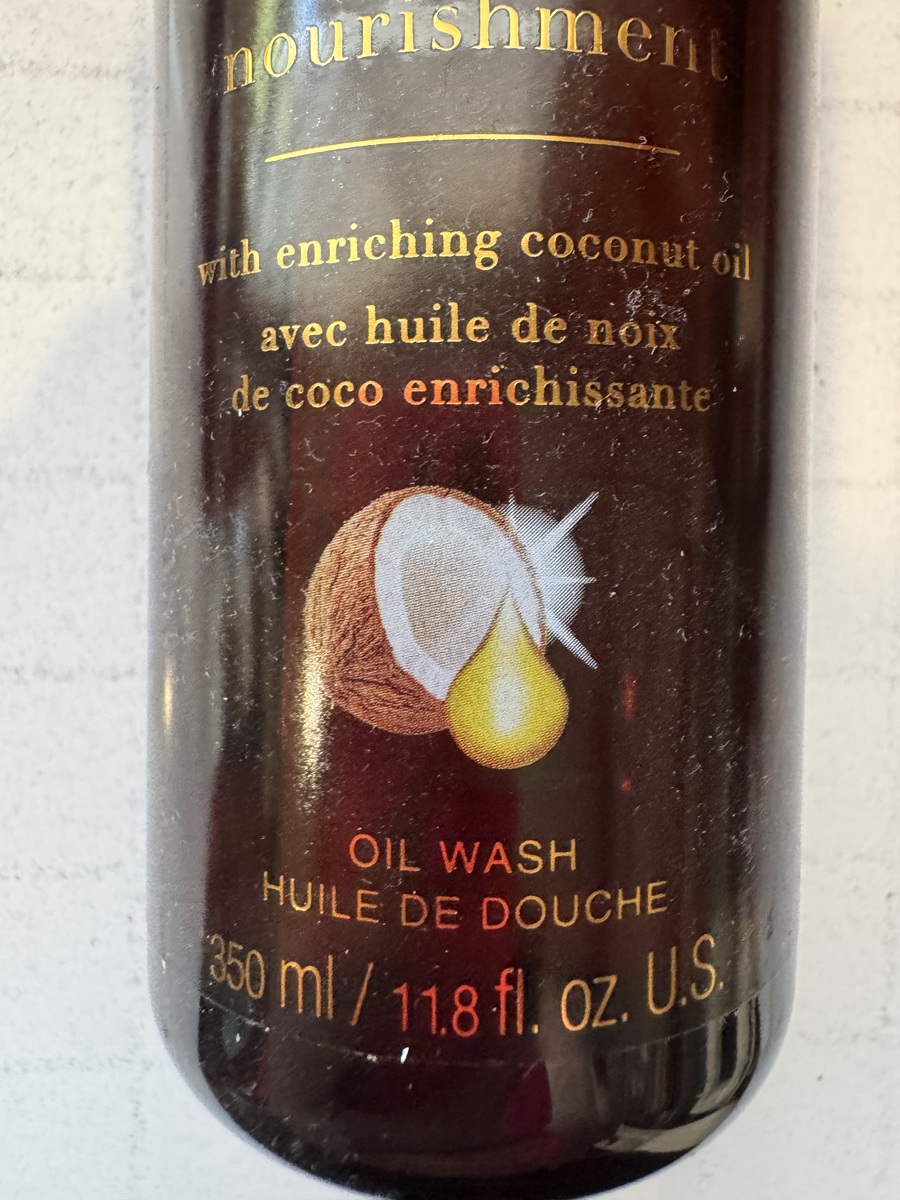 nourishment
with enriching coconut oil
avec huile de noix
de coco enrichissante
OIL WASH
HUILE DE DOUCHE
350 ml / 11.8 fl. oz. U.S.